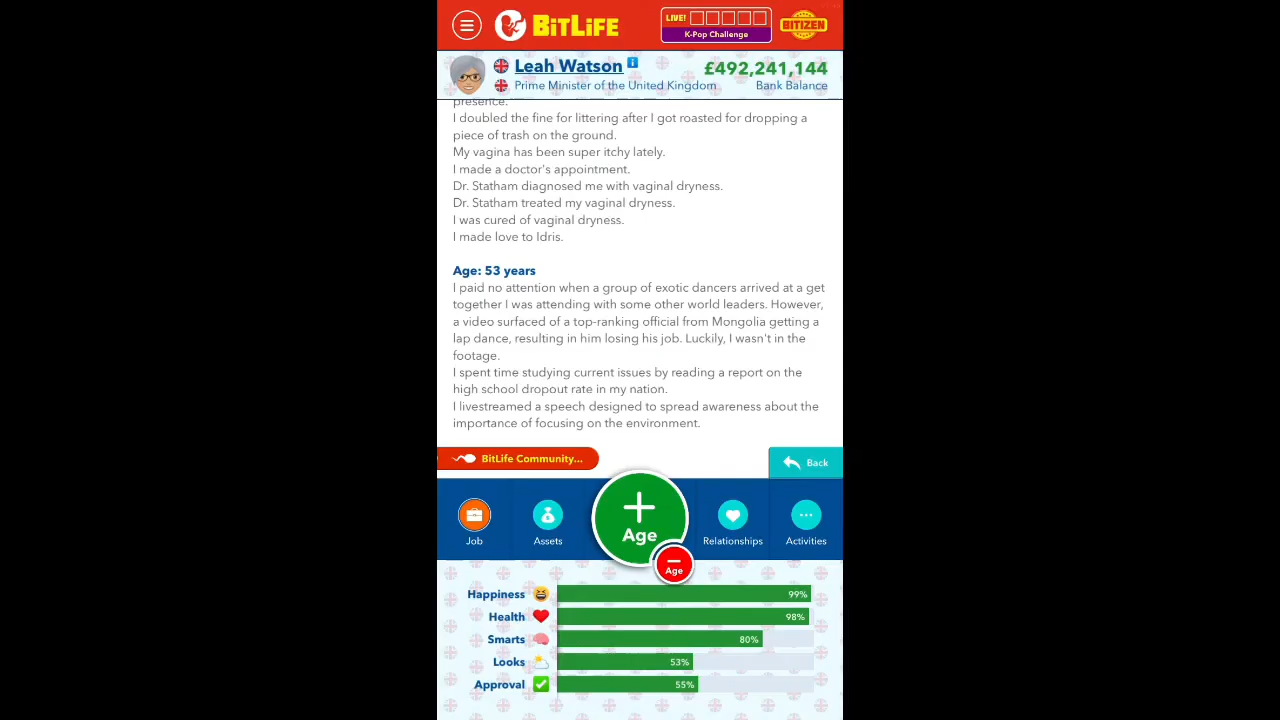 BITLIFE
LIVE!
K-Pop Challenge
BITIZEN
Leah Watson
£492,241,144
Prime Minister of the United Kingdom
Bank Balance
presence.
I doubled the fine for littering after I got roasted for dropping a
piece of trash on the ground.
My vagina has been super itchy lately.
I made a doctor's appointment.
Dr. Statham diagnosed me with vaginal dryness.
Dr. Statham treated my vaginal dryness.
I was cured of vaginal dryness.
I made love to Idris.
Age: 53 years
I paid no attention when a group of exotic dancers arrived at a get
together I was attending with some other world leaders. However,
a video surfaced of a top-ranking official from Mongolia getting a
lap dance, resulting in him losing his job. Luckily, I wasn't in the
footage.
I spent time studying current issues by reading a report on the
high school dropout rate in my nation.
I livestreamed a speech designed to spread awareness about the
importance of focusing on the environment.
BitLife Community...
Back
Job
Assets
Age
Age
Relationships
Activities
Happiness 99%
Health 98%
Smarts 80%
Looks 53%
Approval 55%